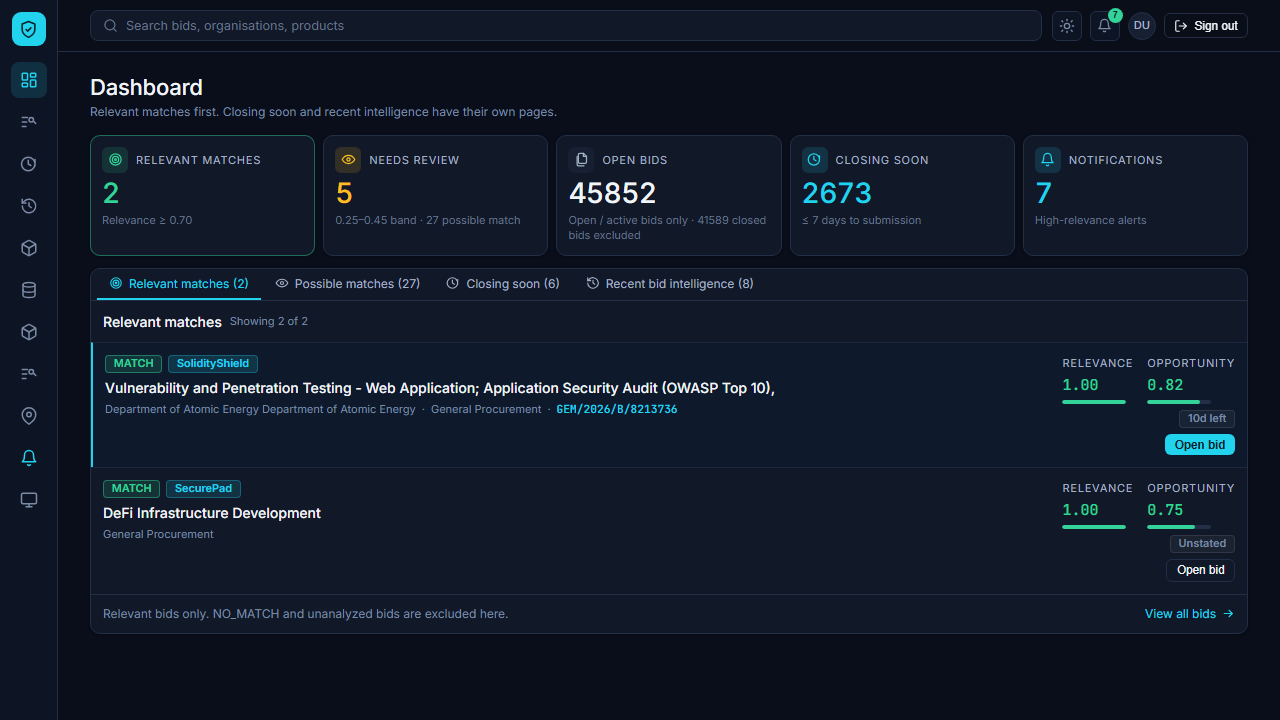 Search bids, organisations, products
7
DU
Sign out
Dashboard
Relevant matches first. Closing soon and recent intelligence have their own pages.
RELEVANT MATCHES
2
Relevance ≥ 0.70
NEEDS REVIEW
5
0.25–0.45 band · 27 possible match
OPEN BIDS
45852
Open / active bids only · 41589 closed
bids excluded
CLOSING SOON
2673
≤ 7 days to submission
NOTIFICATIONS
7
High-relevance alerts
Relevant matches (2)
Possible matches (27)
Closing soon (6)
Recent bid intelligence (8)
Relevant matches Showing 2 of 2
MATCH SolidityShield
Vulnerability and Penetration Testing - Web Application; Application Security Audit (OWASP Top 10),
Department of Atomic Energy Department of Atomic Energy · General Procurement · GEM/2026/B/8213736
RELEVANCE OPPORTUNITY
1.00 0.82
10d left
Open bid
MATCH SecurePad
DeFi Infrastructure Development
General Procurement
RELEVANCE OPPORTUNITY
1.00 0.75
Unstated
Open bid
Relevant bids only. NO_MATCH and unanalyzed bids are excluded here.
View all bids →